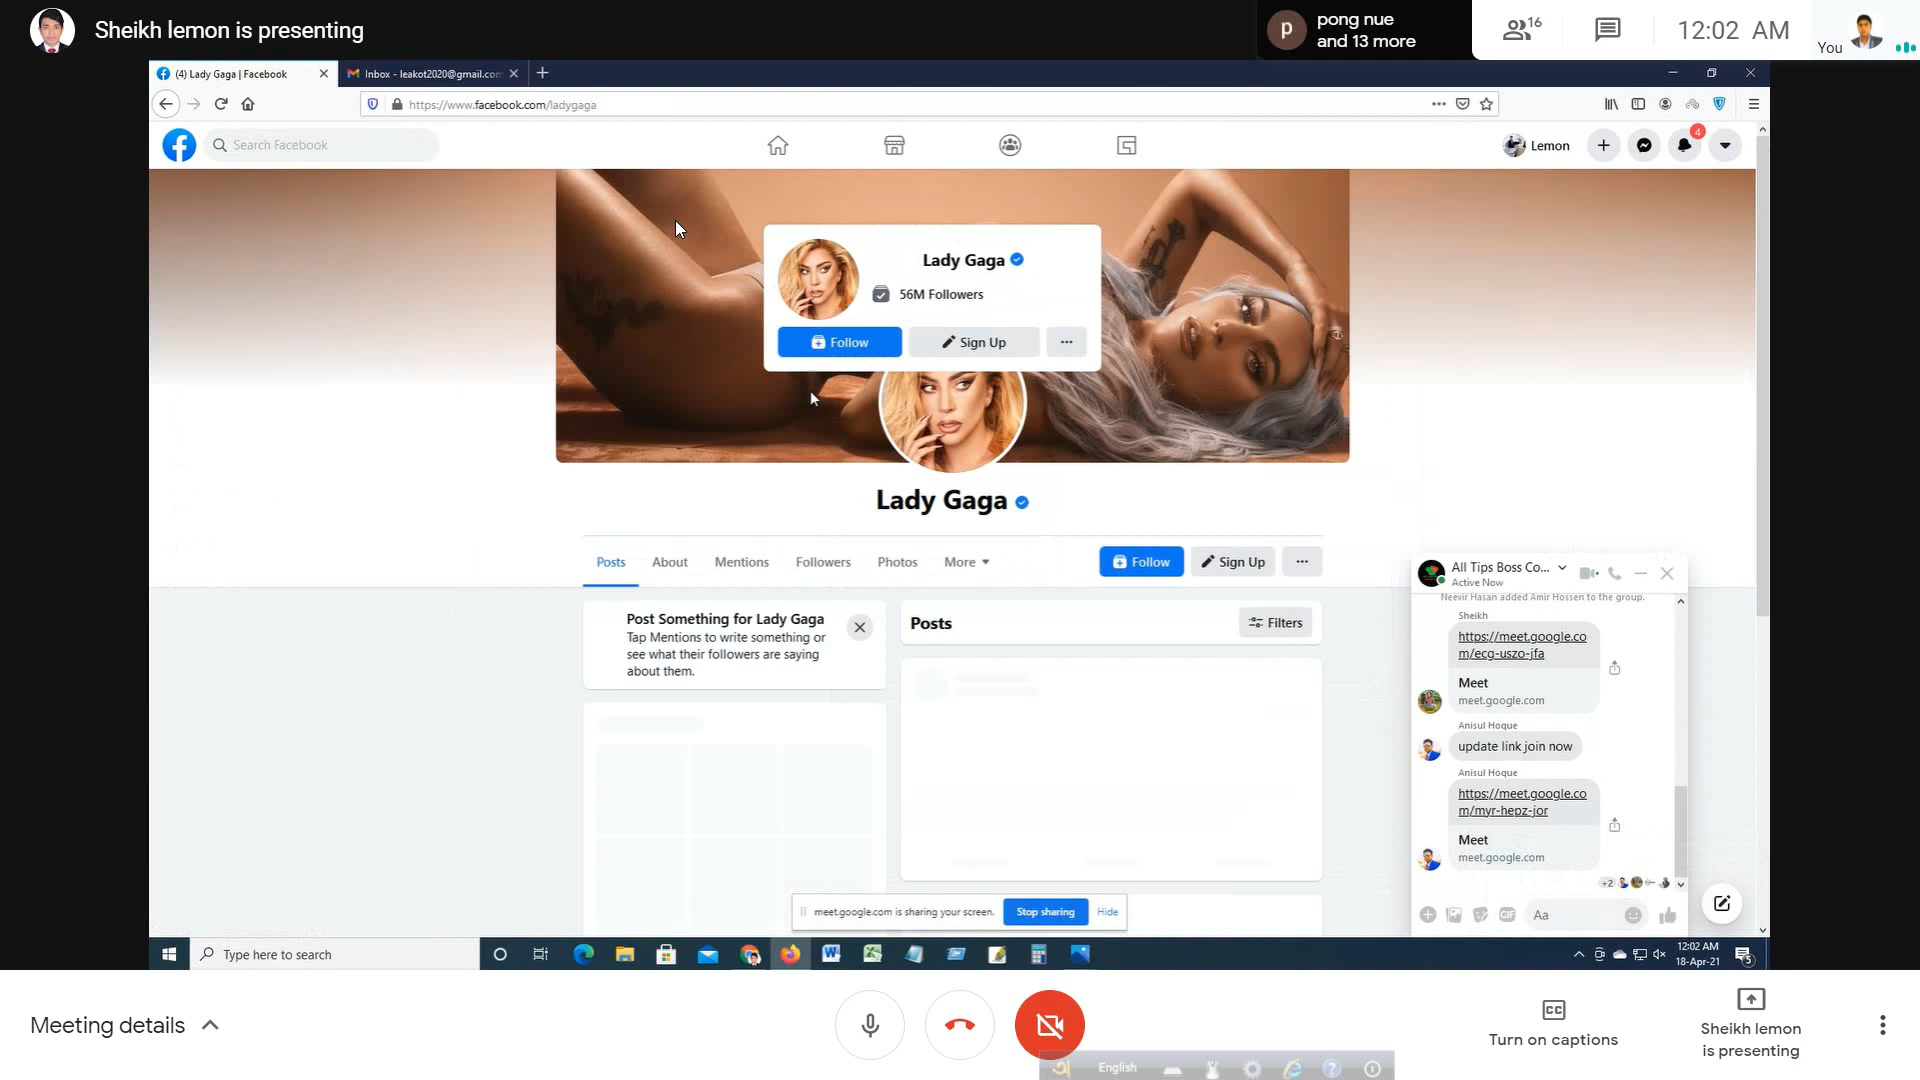 Sheikh lemon is presenting
p
pong nue
and 13 more
16
12:02 AM
You
(4) Lady Gaga | Facebook
Inbox - leakot2020@gmail.com
https://www.facebook.com/ladygaga
Search Facebook
Lemon
4
Lady Gaga
56M Followers
Follow
Sign Up
Lady Gaga
Posts
About
Mentions
Followers
Photos
More
Follow
Sign Up
Post Something for Lady Gaga
Tap Mentions to write something or
see what their followers are saying
about them.
Posts
Filters
All Tips Boss Co...
Active Now
Neevir Hasan added Amir Hossen to the group.
Sheikh
https://meet.google.co
m/ecg-uszo-jfa
Meet
meet.google.com
Anisul Hoque
update link join now
Anisul Hoque
https://meet.google.co
m/myr-hepz-jor
Meet
meet.google.com
+2
GIF
Aa
meet.google.com is sharing your screen.
Stop sharing
Hide
Type here to search
12:02 AM
18-Apr-21
5
Meeting details
CC
Turn on captions
Sheikh lemon
is presenting
English